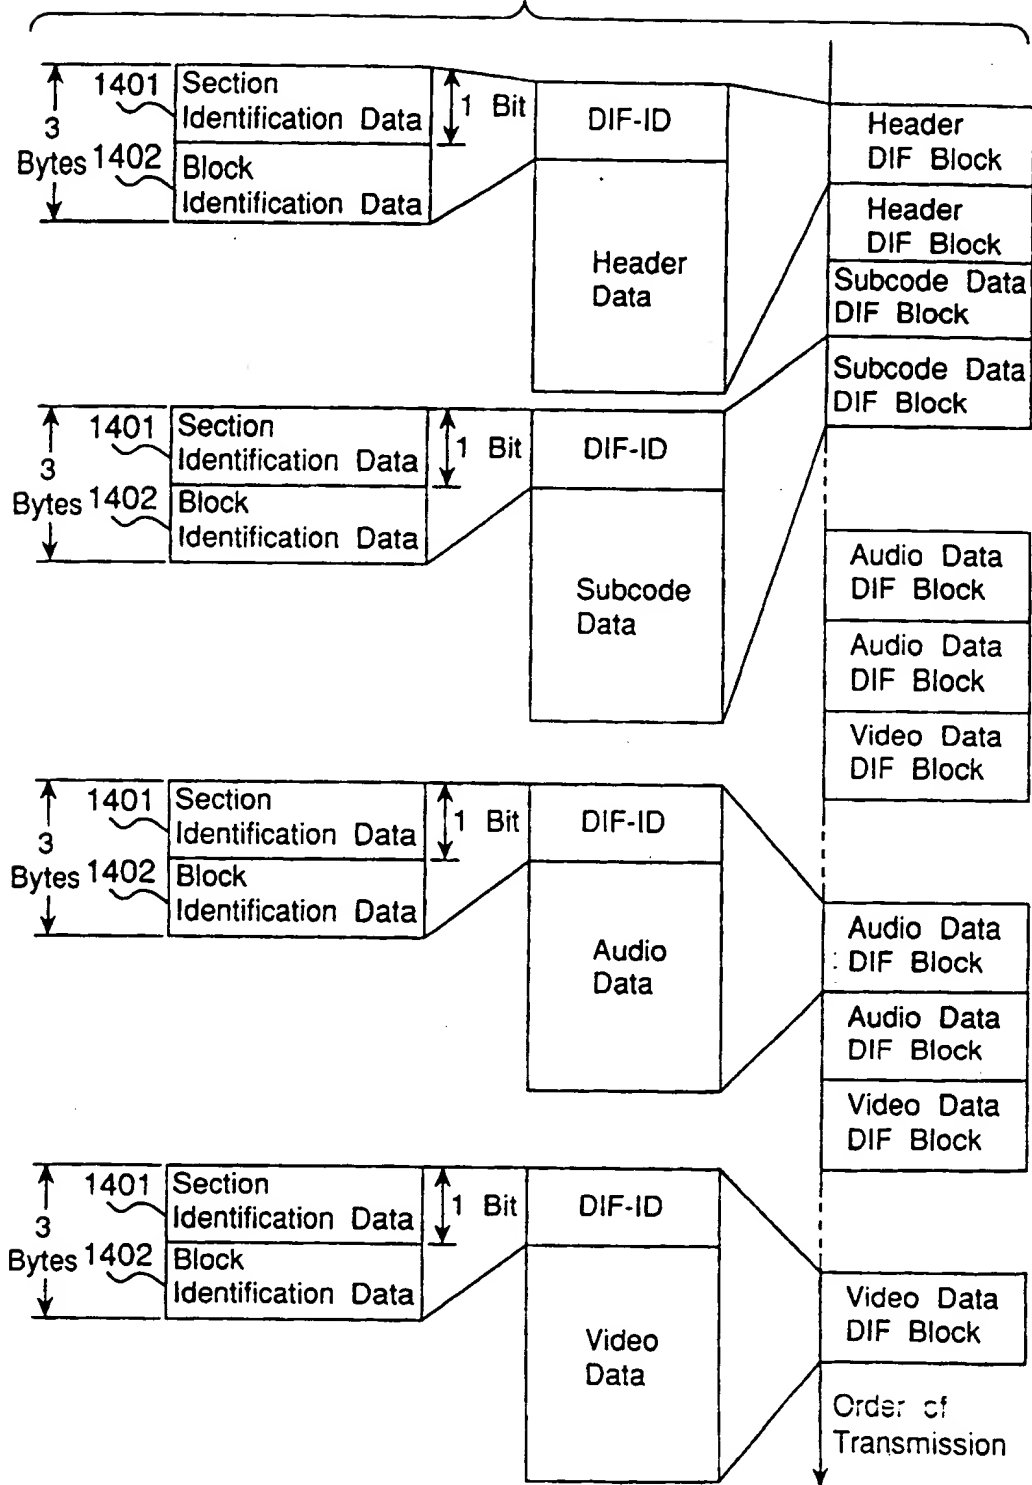 1401
Section
Identification Data
3
Bytes
1402
Block
Identification Data
1 Bit
DIF-ID
Header
Data
Header
DIF Block
Header
DIF Block
Subcode Data
DIF Block
Subcode Data
DIF Block
1401
Section
Identification Data
3
Bytes
1402
Block
Identification Data
1 Bit
DIF-ID
Subcode
Data
Audio Data
DIF Block
Audio Data
DIF Block
Video Data
DIF Block
1401
Section
Identification Data
3
Bytes
1402
Block
Identification Data
1 Bit
DIF-ID
Audio
Data
Audio Data
DIF Block
Audio Data
DIF Block
Video Data
DIF Block
1401
Section
Identification Data
3
Bytes
1402
Block
Identification Data
1 Bit
DIF-ID
Video
Data
Video Data
DIF Block
Order of
Transmission